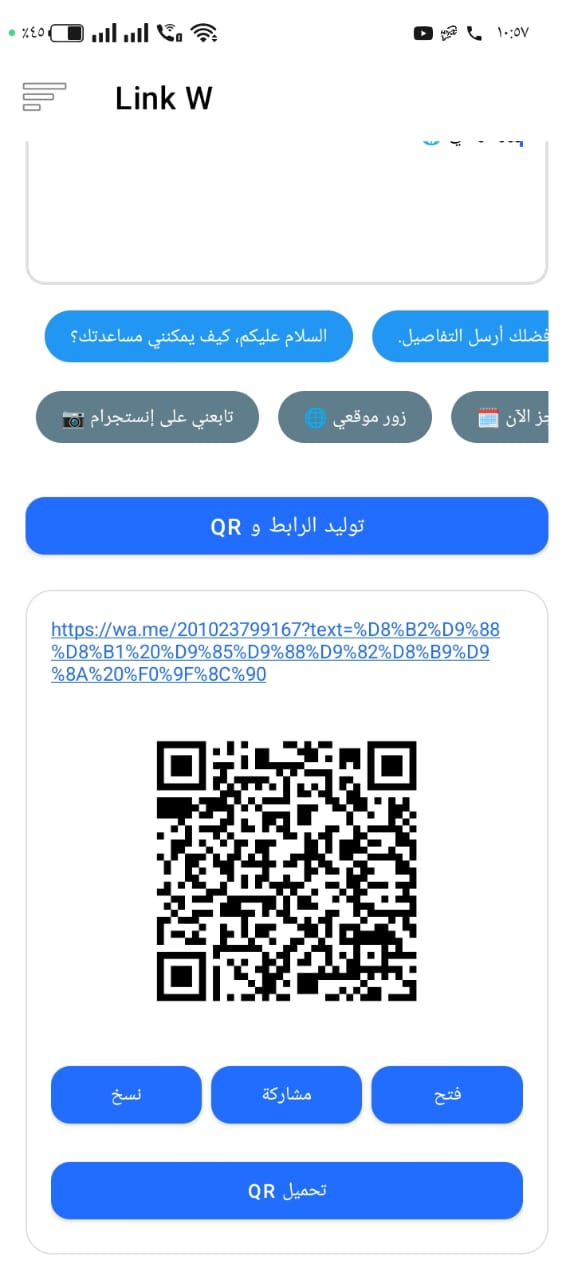 ٪٤٥
١٠:٥٧
Link W
السلام عليكم، كيف يمكنني مساعدتك؟
فضلك أرسل التفاصيل.
تابعني على إنستجرام 📷
زور موقعي 🌐
جز الآن 🗓️
توليد الرابط و QR
https://wa.me/201023799167?text=%D8%B2%D9%88
%D8%B1%20%D9%85%D9%88%D9%82%D8%B9%D9
%8A%20%F0%9F%8C%90
نسخ
مشاركة
فتح
تحميل QR